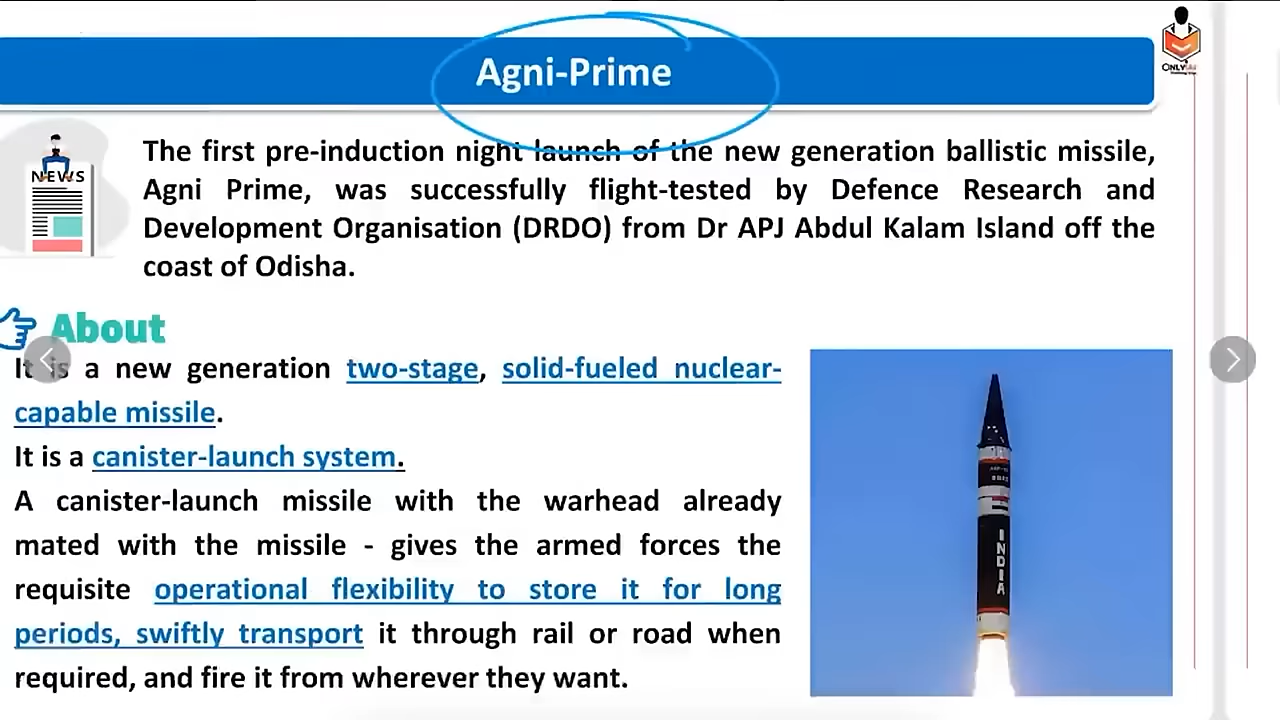 Agni-Prime
ONLYIAS
NEWS
The first pre-induction night launch of the new generation ballistic missile,
Agni Prime, was successfully flight-tested by Defence Research and
Development Organisation (DRDO) from Dr APJ Abdul Kalam Island off the
coast of Odisha.
About
It is a new generation two-stage, solid-fueled nuclear-
capable missile.
It is a canister-launch system.
A canister-launch missile with the warhead already
mated with the missile - gives the armed forces the
requisite operational flexibility to store it for long
periods, swiftly transport it through rail or road when
required, and fire it from wherever they want.
INDIA